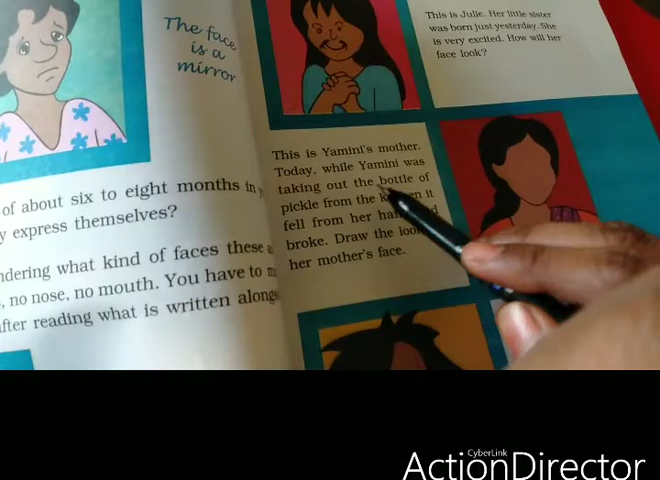 The face
is a
mirror
This is Julie. Her little sister
was born just yesterday. She
is very excited. How will her
face look?
This is Yamini's mother.
Today, while Yamini was
taking out the bottle of
pickle from the it
fell from her
broke. Draw the
her mother's face.
of about six to eight months in
express themselves?
what kind of faces these
no nose, no mouth. You have to
reading what is written
CyberLink
ActionDirector